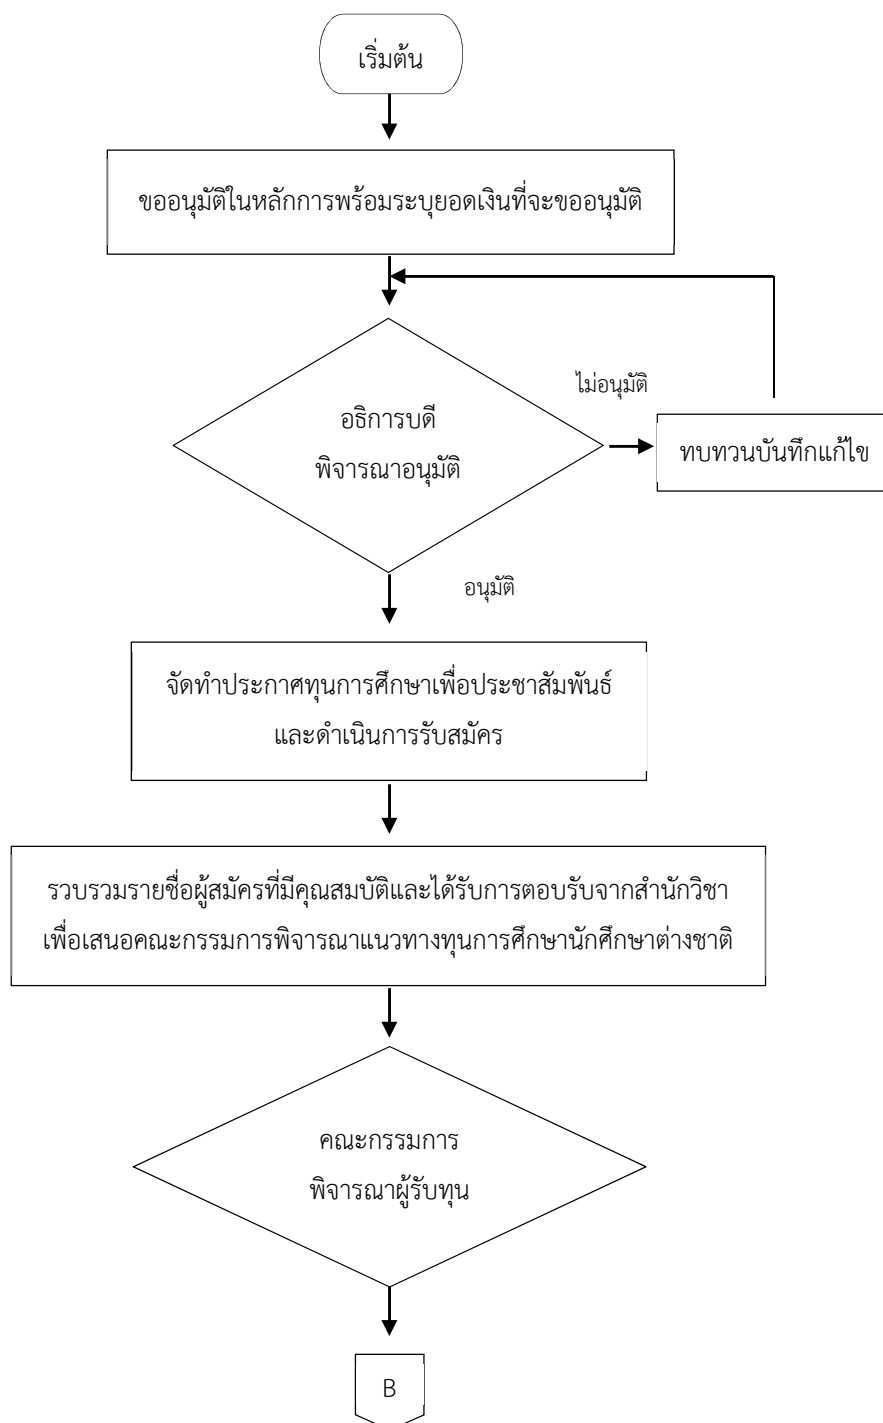 เริ่มต้น
ขออนุมัติในหลักการพร้อมระบุยอดเงินที่จะขออนุมัติ
ไม่อนุมัติ
อธิการบดี
พิจารณาอนุมัติ
ทบทวนบันทึกแก้ไข
อนุมัติ
จัดทำประกาศทุนการศึกษาเพื่อประชาสัมพันธ์
และดำเนินการรับสมัคร
รวบรวมรายชื่อผู้สมัครที่มีคุณสมบัติและได้รับการตอบรับจากสำนักวิชา
เพื่อเสนอคณะกรรมการพิจารณาแนวทางทุนการศึกษานักศึกษาต่างชาติ
คณะกรรมการ
พิจารณาผู้รับทุน
B